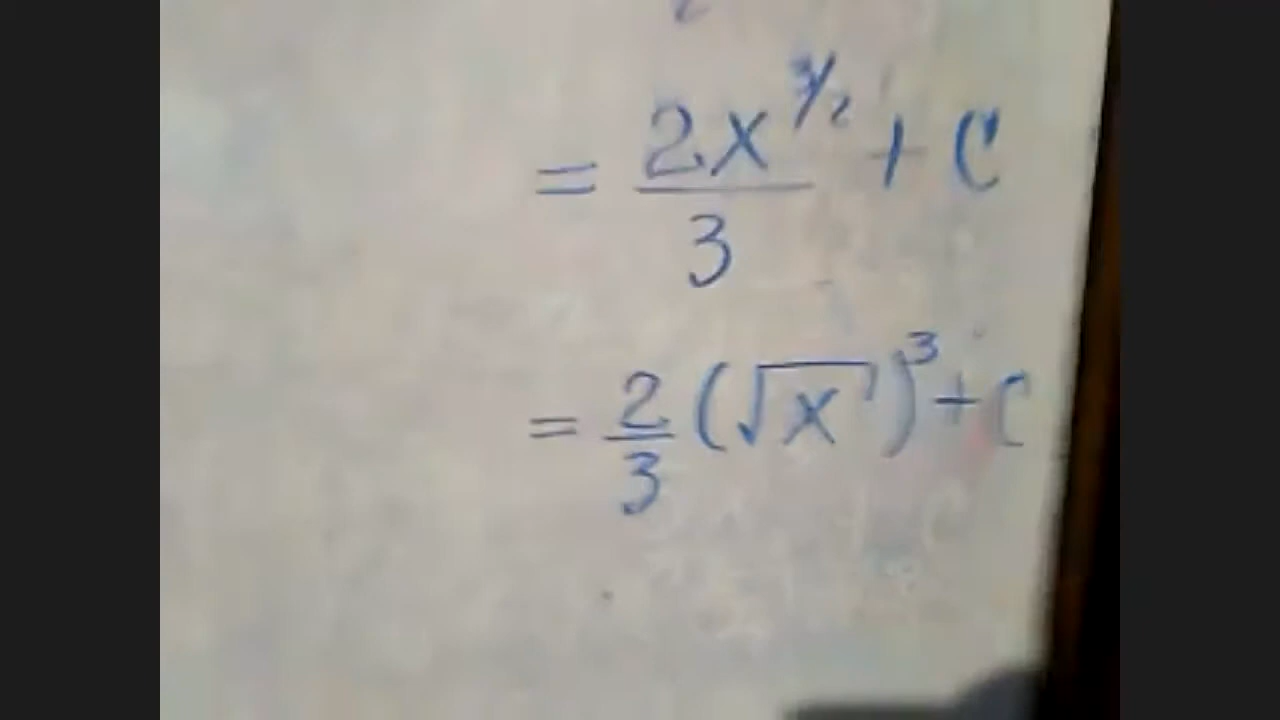 = 2x^3/2 / 3 + C
= 2/3 (√x)^3 + C